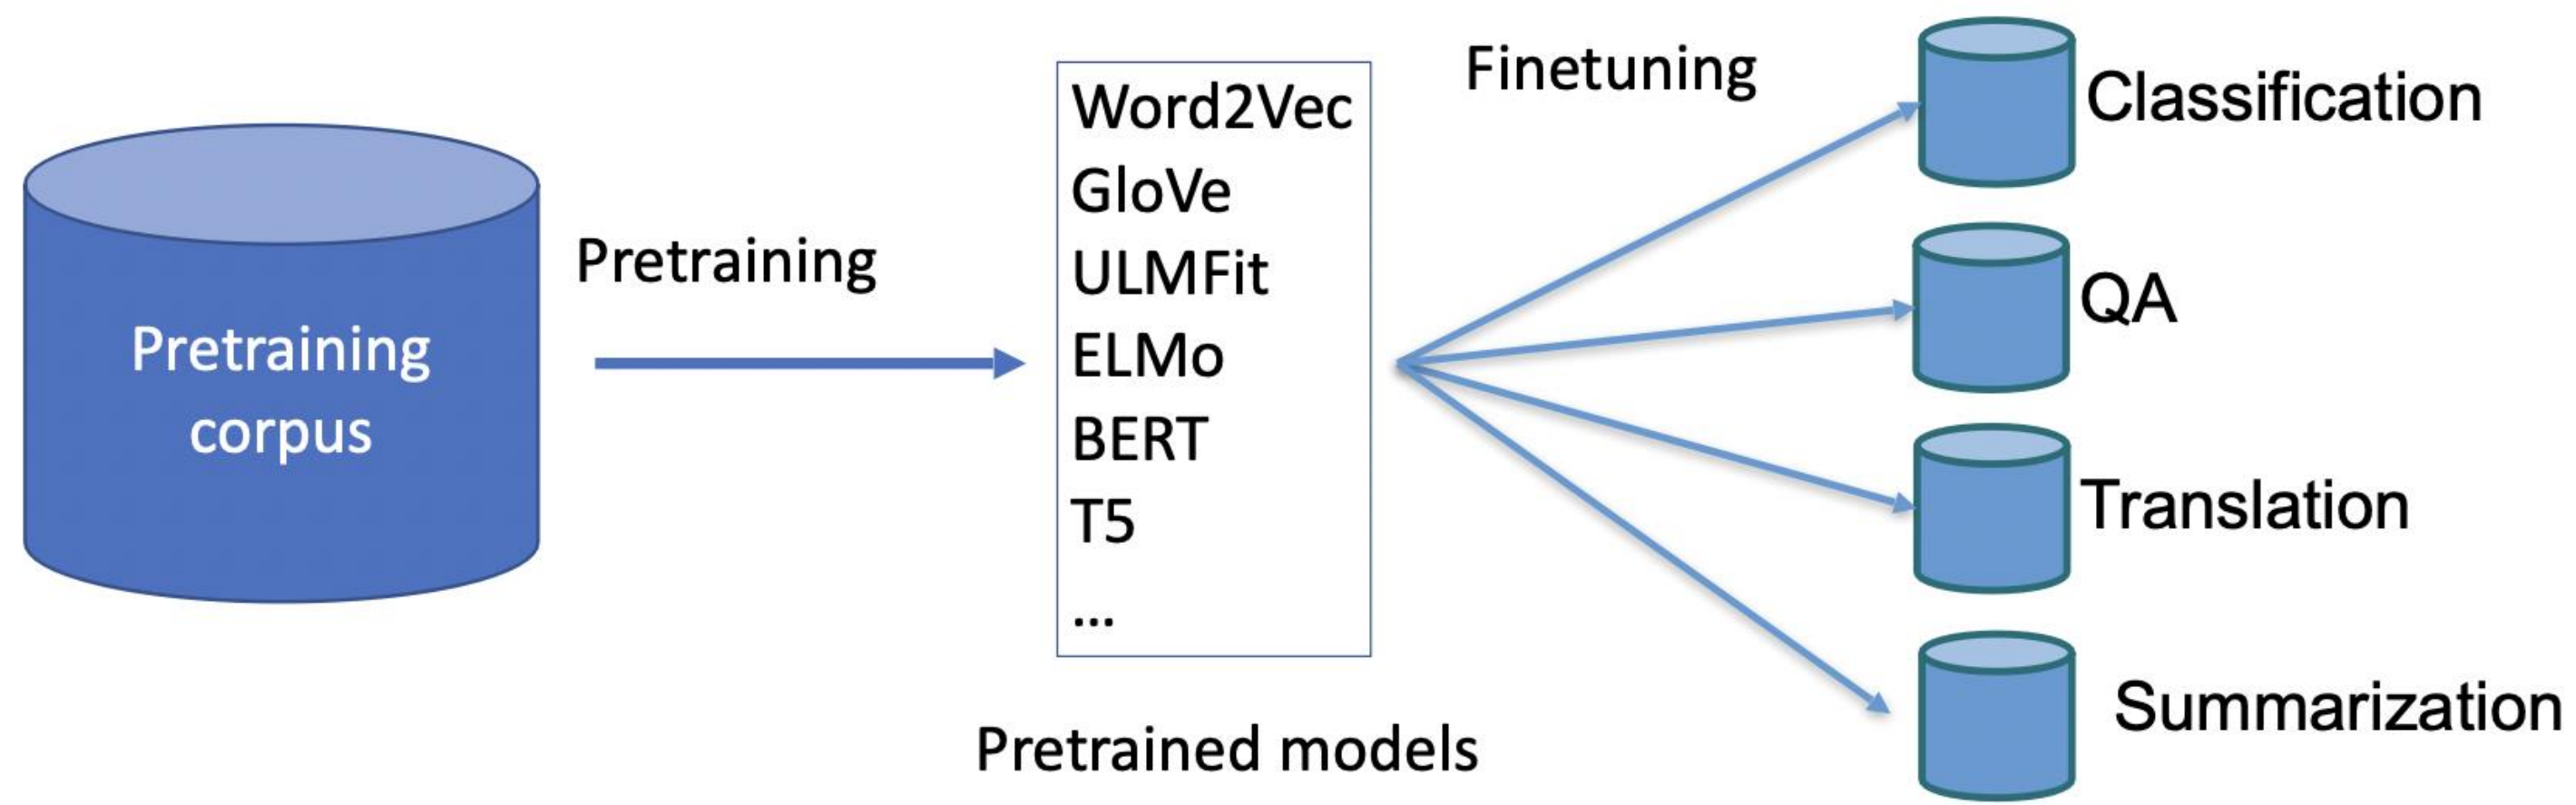 Pretraining
corpus
Pretraining
Word2Vec
GloVe
ULMFit
ELMo
BERT
T5
...
Pretrained models
Finetuning
Classification
QA
Translation
Summarization